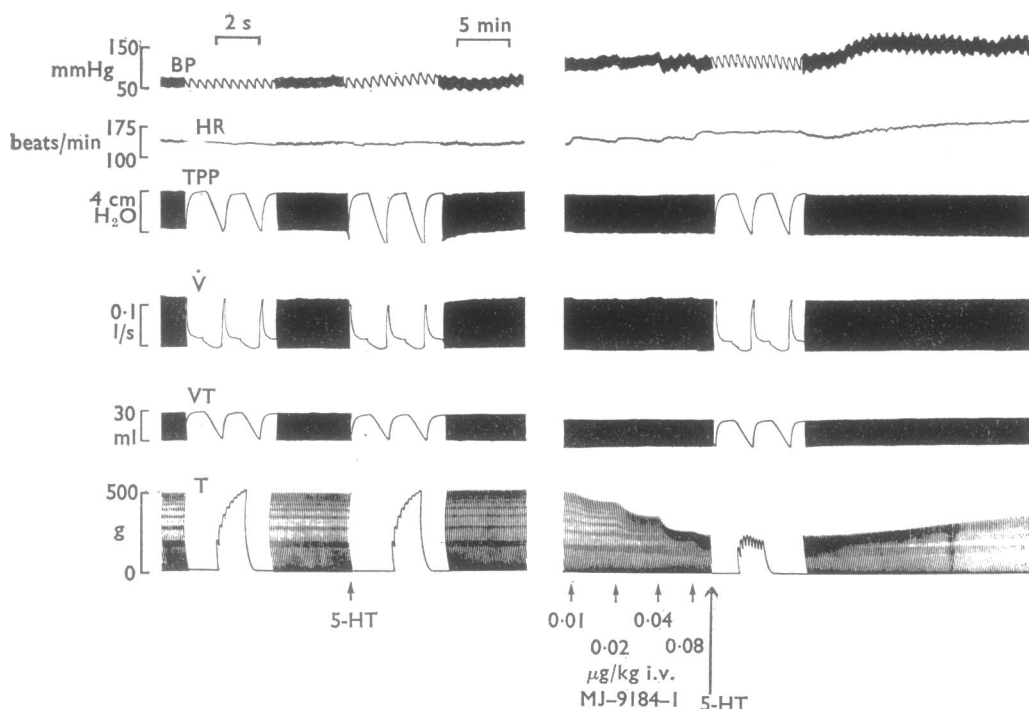 2 s
5 min
150
mmHg
BP
50
175
beats/min
HR
100
TPP
4 cm
H₂O
V̇
0·1
l/s
VT
30
ml
T
500
g
0
5-HT
0·01
0·04
0·02
0·08
μg/kg i.v.
MJ–9184–1
5-HT